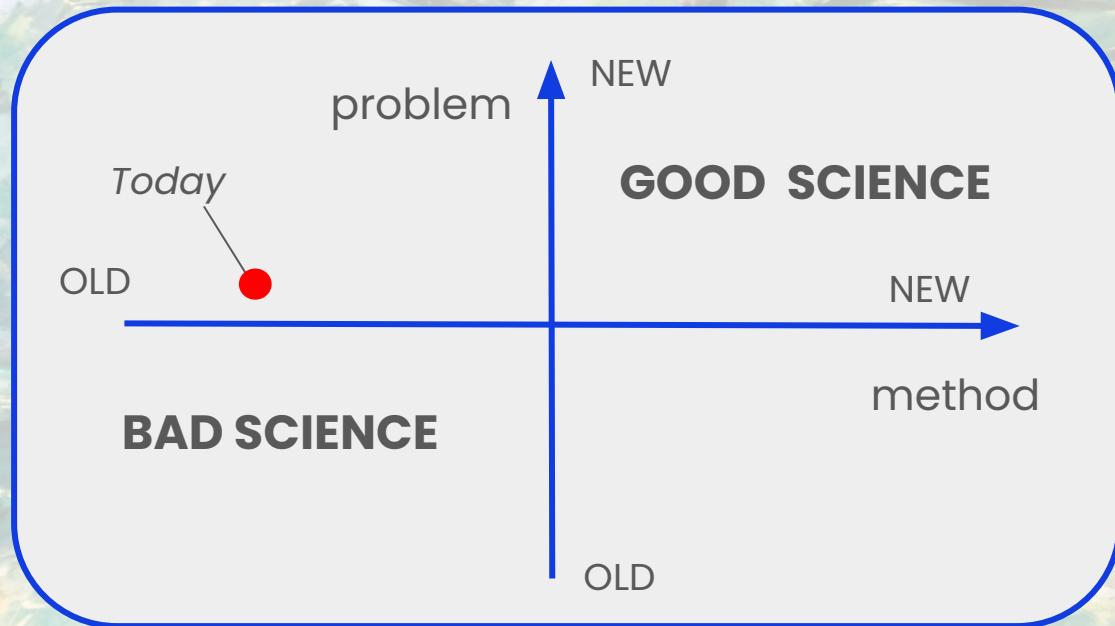 NEW
problem
GOOD SCIENCE
Today
OLD
NEW
method
BAD SCIENCE
OLD